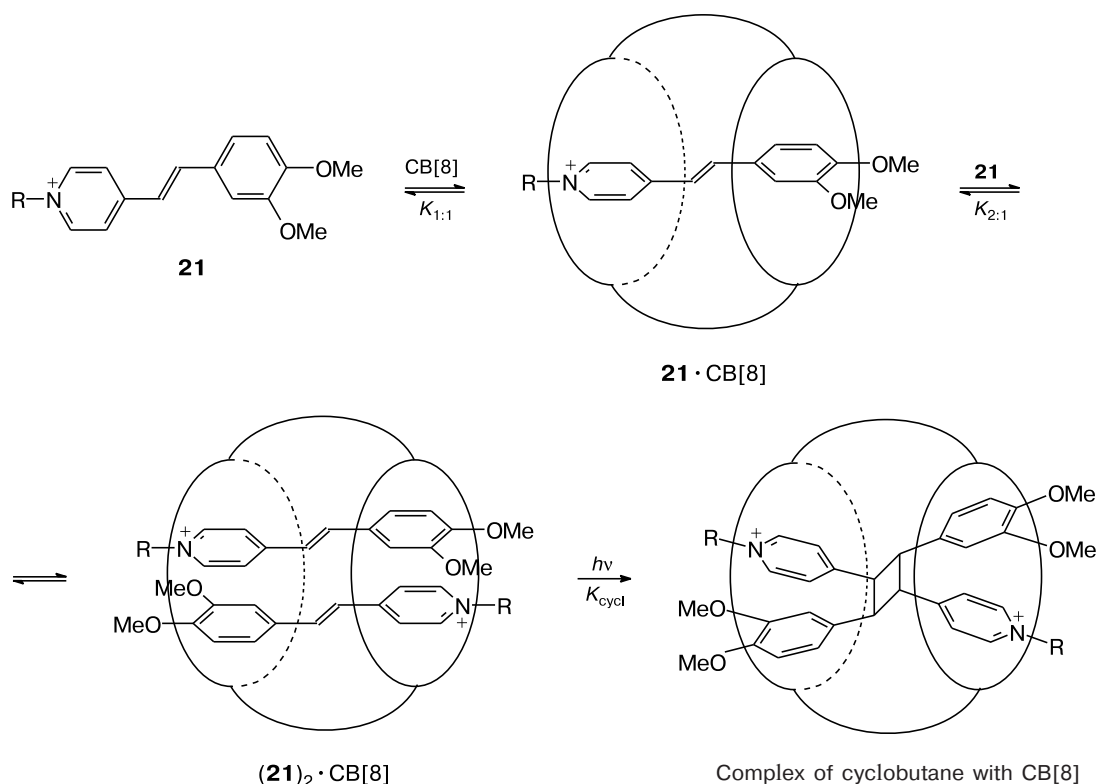 R
+
N
OMe
OMe
21
CB[8]
K1:1
R
+
N
OMe
OMe
21 · CB[8]
21
K2:1
R
+
N
OMe
OMe
MeO
MeO
N
+
R
(21)2 · CB[8]
hν
Kcycl
R
+
N
OMe
OMe
MeO
MeO
N
+
R
Complex of cyclobutane with CB[8]